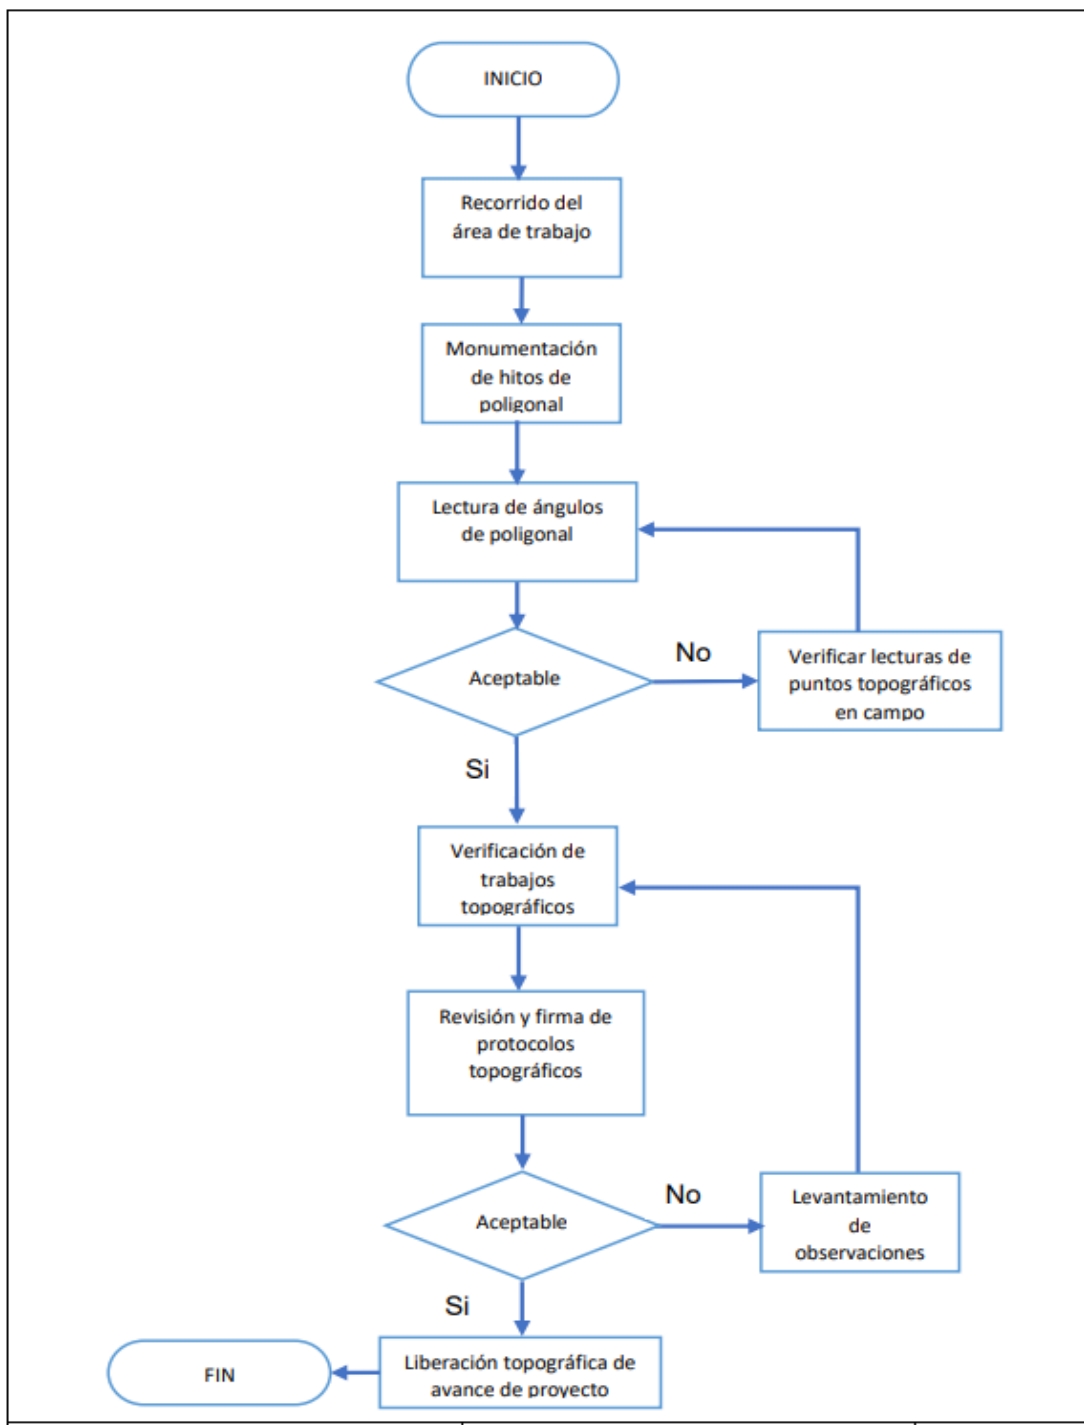 INICIO
Recorrido del
área de trabajo
Monumentación
de hitos de
poligonal
Lectura de ángulos
de poligonal
Aceptable
No
Verificar lecturas de
puntos topográficos
en campo
Si
Verificación de
trabajos
topográficos
Revisión y firma de
protocolos
topográficos
Aceptable
No
Levantamiento
de
observaciones
Si
Liberación topográfica de
avance de proyecto
FIN